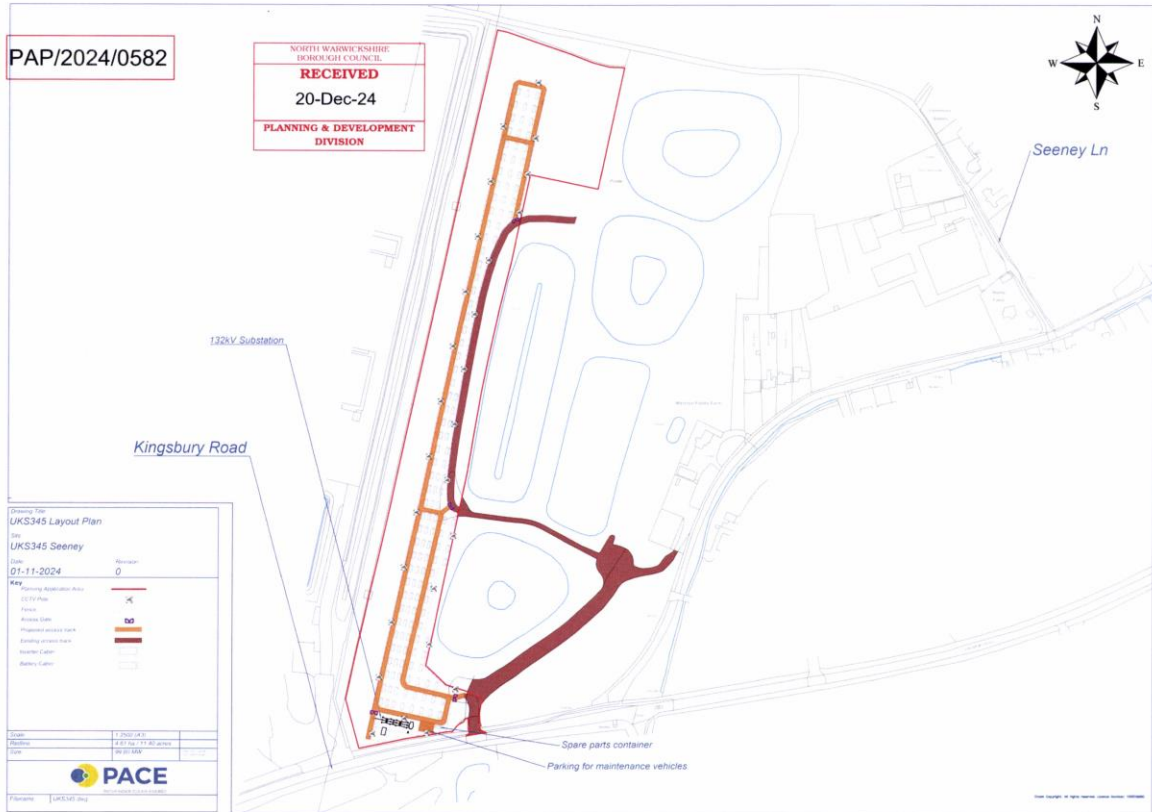 PAP/2024/0582
NORTH WARWICKSHIRE
BOROUGH COUNCIL
RECEIVED
20-Dec-24
PLANNING & DEVELOPMENT
DIVISION
N
W
E
S
Seeney Ln
132kV Substation
Kingsbury Road
Drawing Title
UKS345 Layout Plan
Site
UKS345 Seeney
Date
Revision
01-11-2024
0
Key
Planning Application Area
CCTV Pole
Fence
Access Gate
Proposed access track
Existing access track
Inverter Cabin
Battery Cabin
Scale
Redline
Size
PACE
Filename
Spare parts container
Parking for maintenance vehicles